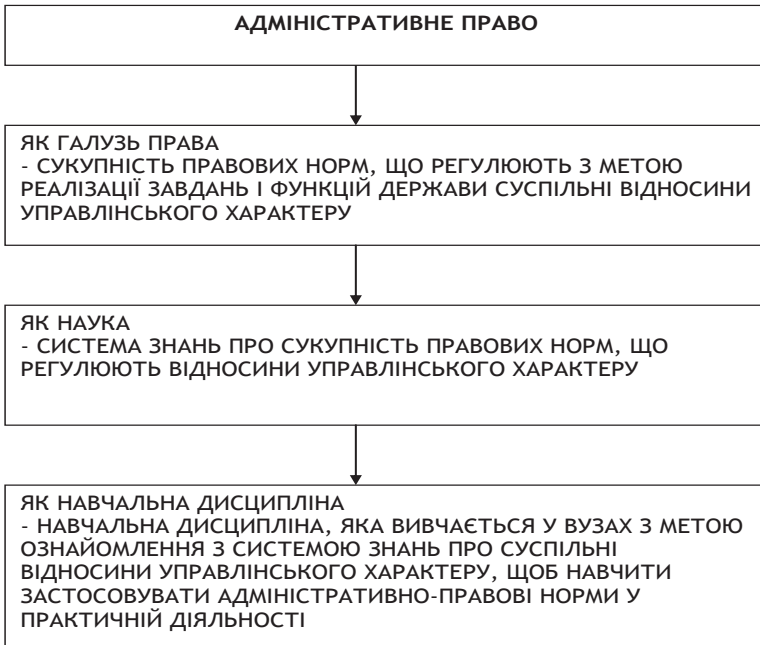 АДМІНІСТРАТИВНЕ ПРАВО
ЯК ГАЛУЗЬ ПРАВА
- СУКУПНІСТЬ ПРАВОВИХ НОРМ, ЩО РЕГУЛЮЮТЬ З МЕТОЮ
РЕАЛІЗАЦІЇ ЗАВДАНЬ І ФУНКЦІЙ ДЕРЖАВИ СУСПІЛЬНІ ВІДНОСИНИ
УПРАВЛІНСЬКОГО ХАРАКТЕРУ
ЯК НАУКА
- СИСТЕМА ЗНАНЬ ПРО СУКУПНІСТЬ ПРАВОВИХ НОРМ, ЩО
РЕГУЛЮЮТЬ ВІДНОСИНИ УПРАВЛІНСЬКОГО ХАРАКТЕРУ
ЯК НАВЧАЛЬНА ДИСЦИПЛІНА
- НАВЧАЛЬНА ДИСЦИПЛІНА, ЯКА ВИВЧАЄТЬСЯ У ВУЗАХ З МЕТОЮ
ОЗНАЙОМЛЕННЯ З СИСТЕМОЮ ЗНАНЬ ПРО СУСПІЛЬНІ
ВІДНОСИНИ УПРАВЛІНСЬКОГО ХАРАКТЕРУ, ЩОБ НАВЧИТИ
ЗАСТОСОВУВАТИ АДМІНІСТРАТИВНО-ПРАВОВІ НОРМИ У
ПРАКТИЧНІЙ ДІЯЛЬНОСТІ